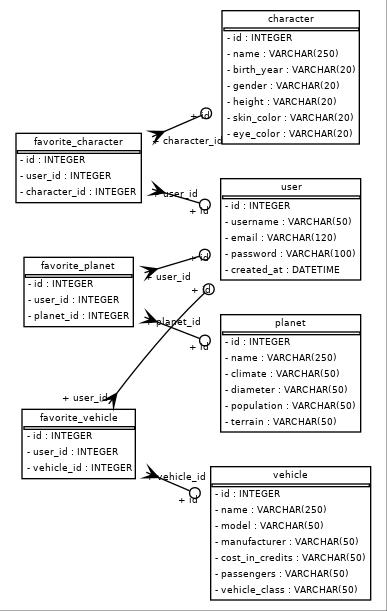 character
- id : INTEGER
- name : VARCHAR(250)
- birth_year : VARCHAR(20)
- gender : VARCHAR(20)
- height : VARCHAR(20)
- skin_color : VARCHAR(20)
- eye_color : VARCHAR(20)
+ id
+ character_id
favorite_character
- id : INTEGER
- user_id : INTEGER
- character_id : INTEGER
+ user_id
+ id
user
- id : INTEGER
- username : VARCHAR(50)
- email : VARCHAR(120)
- password : VARCHAR(100)
- created_at : DATETIME
favorite_planet
- id : INTEGER
- user_id : INTEGER
- planet_id : INTEGER
+ id
+ user_id
+ id
+ planet_id
+ id
planet
- id : INTEGER
- name : VARCHAR(250)
- climate : VARCHAR(50)
- diameter : VARCHAR(50)
- population : VARCHAR(50)
- terrain : VARCHAR(50)
+ user_id
favorite_vehicle
- id : INTEGER
- user_id : INTEGER
- vehicle_id : INTEGER
+ vehicle_id
+ id
vehicle
- id : INTEGER
- name : VARCHAR(250)
- model : VARCHAR(50)
- manufacturer : VARCHAR(50)
- cost_in_credits : VARCHAR(50)
- passengers : VARCHAR(50)
- vehicle_class : VARCHAR(50)